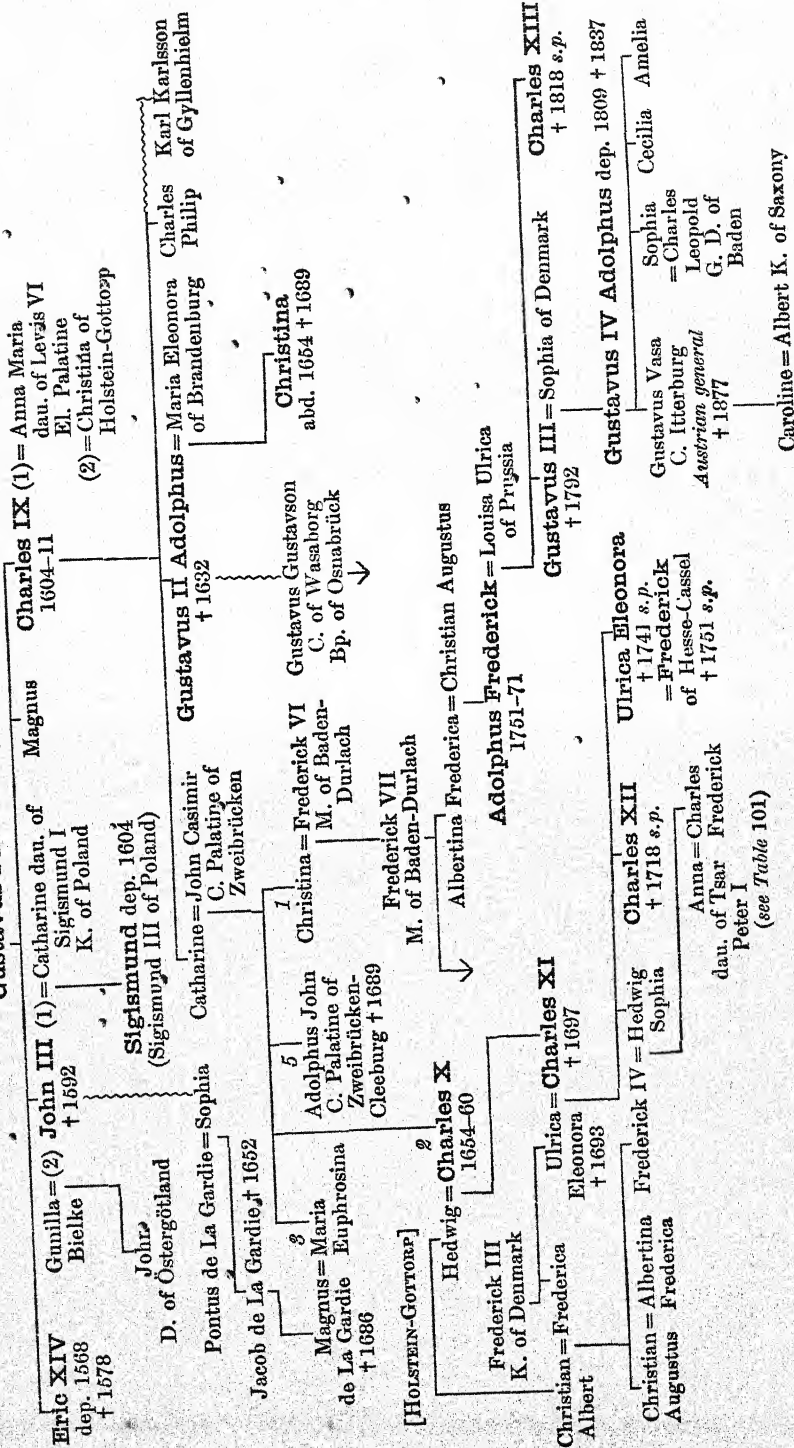 Eric XIV
dep. 1568
† 1578
Gunilla = (2) John III (1) = Catharine dau. of
Bielke
† 1592
Sigismund I
K. of Poland
Magnus
Charles IX (1) = Anna Maria
1604–11
dau. of Levis VI
El. Palatine
(2) = Christina of
Holstein-Gottorp
John
D. of Östergötland
Sigismund dep. 1604
(Sigismund III of Poland)
Pontus de La Gardie = Sophia
Catharine = John Casimir
C. Palatine of
Zweibrücken
Gustavus II Adolphus = Maria Eleonora
† 1632
of Brandenburg
Charles
Philip
Karl Karlsson
of Gyllenhielm
Jacob de La Gardie † 1652
3
Magnus = Maria
de La Gardie Euphrosina
† 1686
5
Adolphus John
C. Palatine of
Zweibrücken-
Cleeburg † 1689
1
Christina = Frederick VI
M. of Baden-
Durlach
Gustavus Gustavson
C. of Wasaborg
Bp. of Osnabrück
Christina
abd. 1654 † 1689
[HOLSTEIN-GOTTORP]
2
Hedwig = Charles X
1654–60
Frederick VII
M. of Baden-Durlach
Frederick III
K. of Denmark
Christian = Frederica
Albert
Ulrica = Charles XI
Eleonora † 1697
† 1693
Albertina Frederica = Christian Augustus
Adolphus Frederick = Louisa Ulrica
1751–71
of Prussia
Christian = Albertina
Augustus Frederica
Frederick IV = Hedwig
Sophia
Charles XII
† 1718 s.p.
Ulrica Eleonora
† 1741 s.p.
= Frederick
of Hesse-Cassel
† 1751 s.p.
Gustavus III = Sophia of Denmark
† 1792
Charles XIII
† 1818 s.p.
Anna = Charles
dau. of Tsar Frederick
Peter I
(see Table 101)
Gustavus IV Adolphus dep. 1809 † 1837
Gustavus Vasa
C. Itterburg
Austrian general
† 1877
Sophia
= Charles
Leopold
G. D. of
Baden
Cecilia
Amelia
Caroline = Albert K. of Saxony